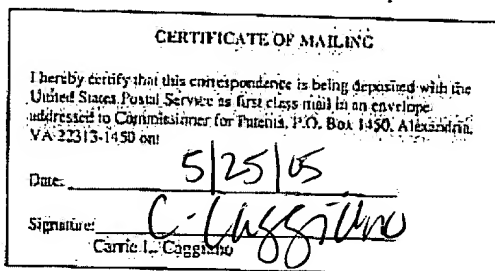 CERTIFICATE OF MAILING
I hereby certify that this correspondence is being deposited with the
United States Postal Service as first class mail in an envelope
addressed to Commissioner for Patents, P.O. Box 1450, Alexandria,
VA 22313-1450 on:
Date: 5/25/05
Signature: C. Caggiano
Carrie L. Caggiano